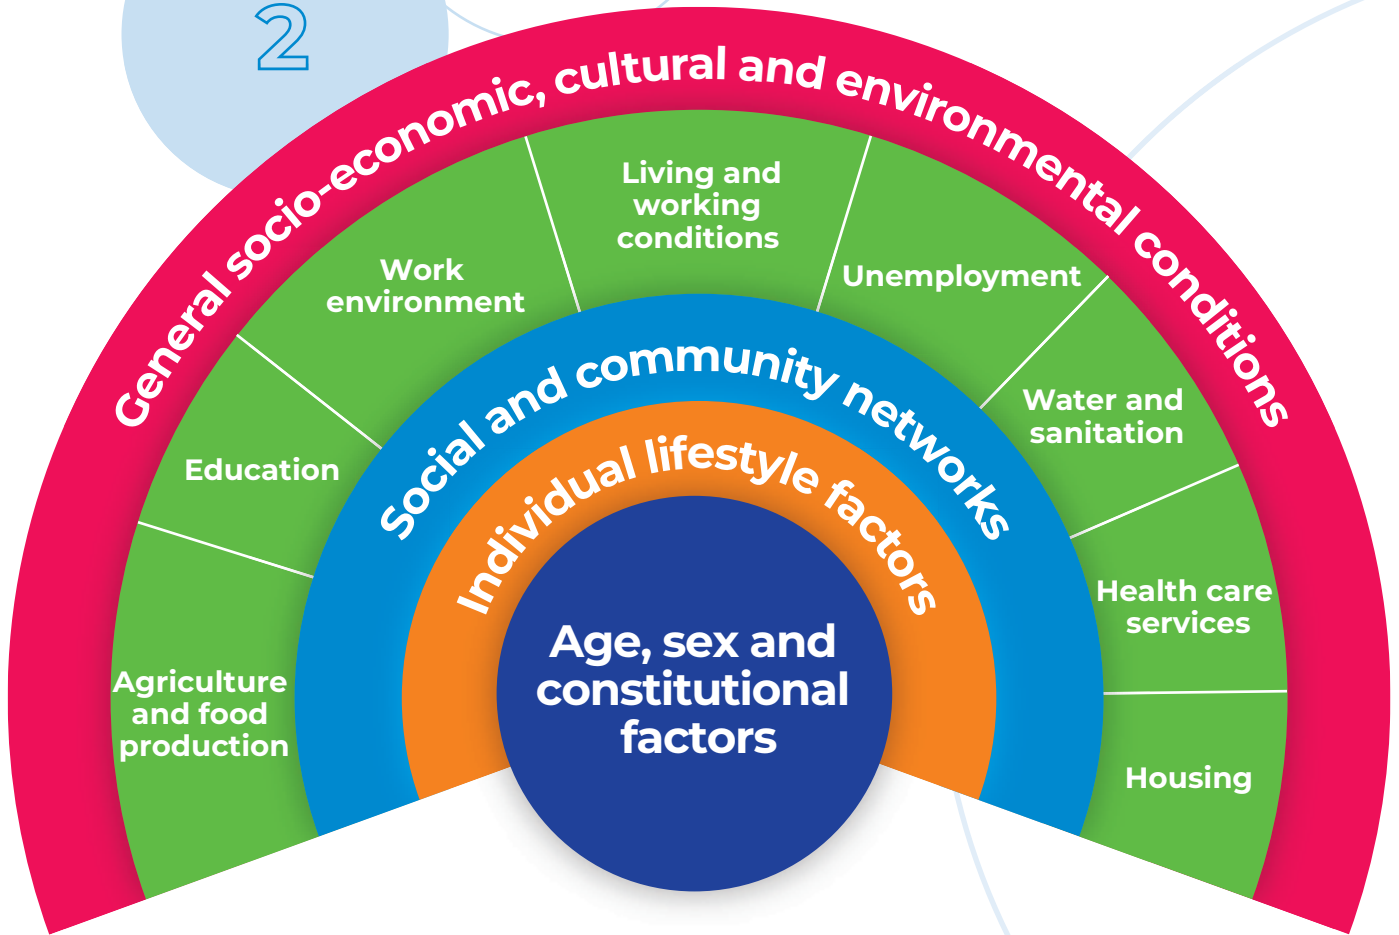 2
General socio-economic, cultural and environmental conditions
Living and
working
conditions
Work
environment
Unemployment
Education
Water and
sanitation
Agriculture
and food
production
Health care
services
Housing
Social and community networks
Individual lifestyle factors
Age, sex and
constitutional
factors